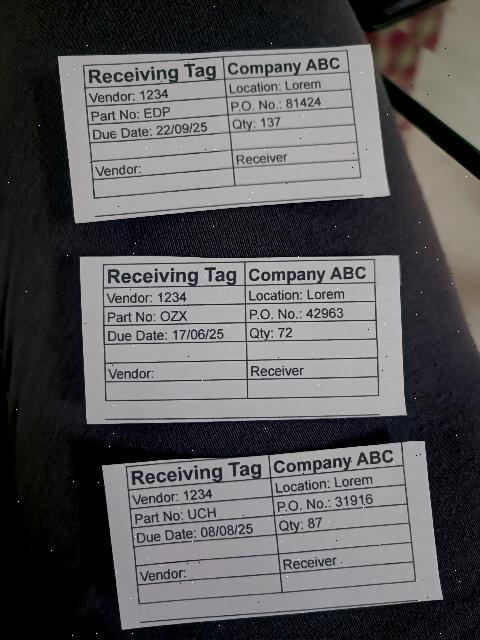 Receiving Tag Company ABC
Vendor: 1234 Location: Lorem
Part No: EDP P.O. No.: 81424
Due Date: 22/09/25 Qty: 137
Vendor: Receiver
Receiving Tag Company ABC
Vendor: 1234 Location: Lorem
Part No: OZX P.O. No.: 42963
Due Date: 17/06/25 Qty: 72
Vendor: Receiver
Receiving Tag Company ABC
Vendor: 1234 Location: Lorem
Part No: UCH P.O. No.: 31916
Due Date: 08/08/25 Qty: 87
Vendor: Receiver